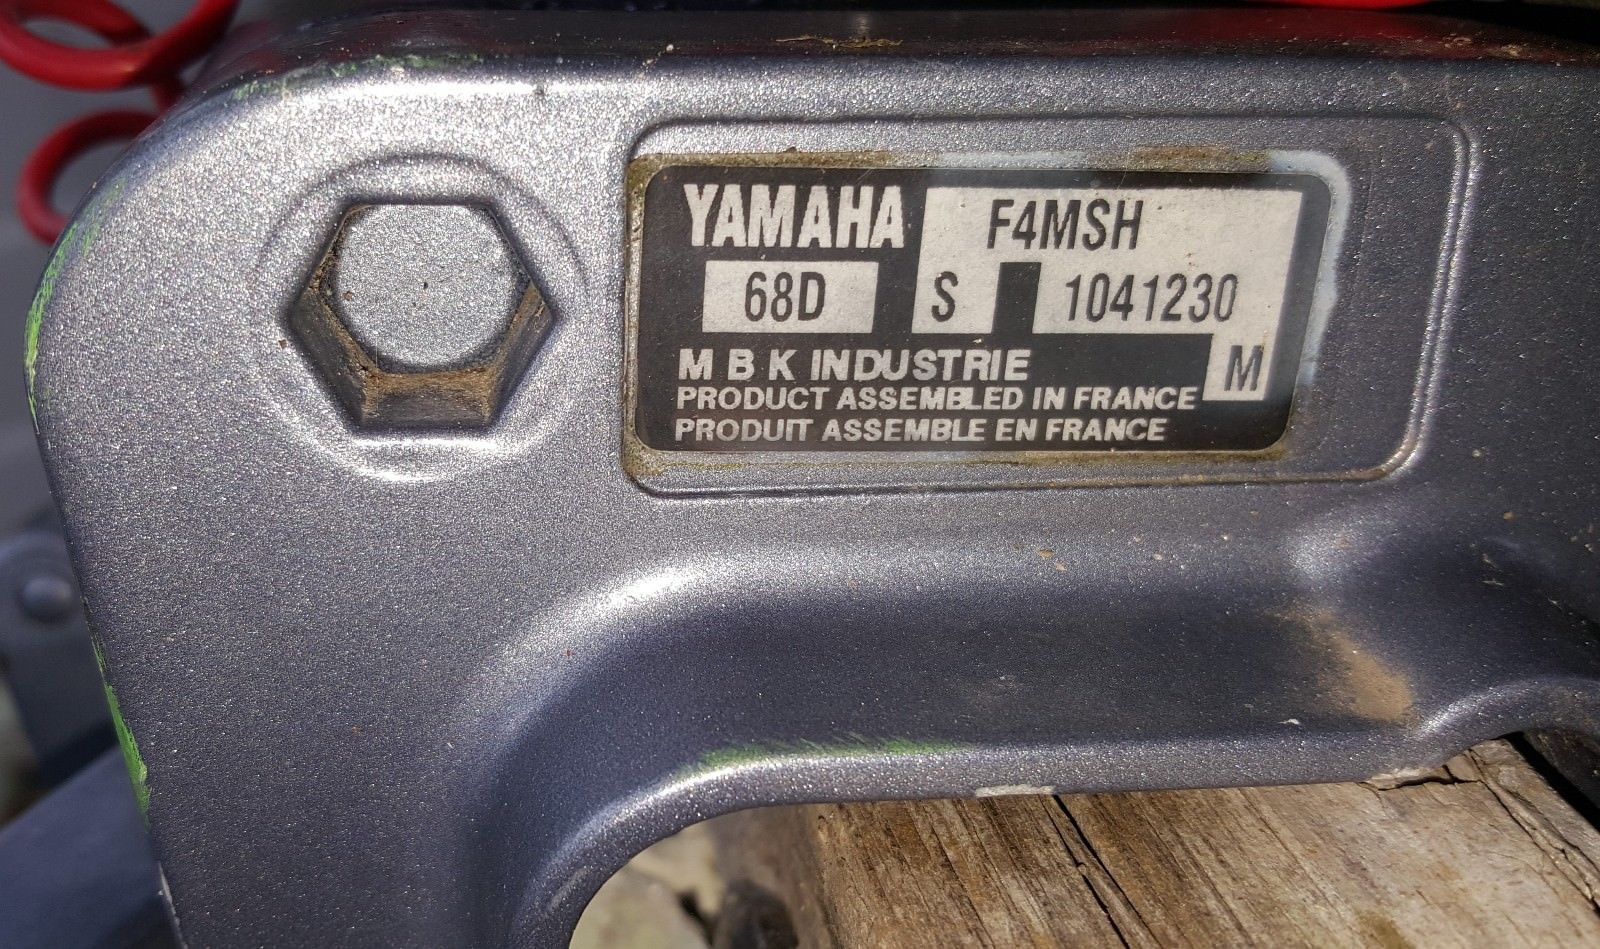 YAMAHA F4MSH
68D S 1041230
M
M B K INDUSTRIE
PRODUCT ASSEMBLED IN FRANCE
PRODUIT ASSEMBLE EN FRANCE